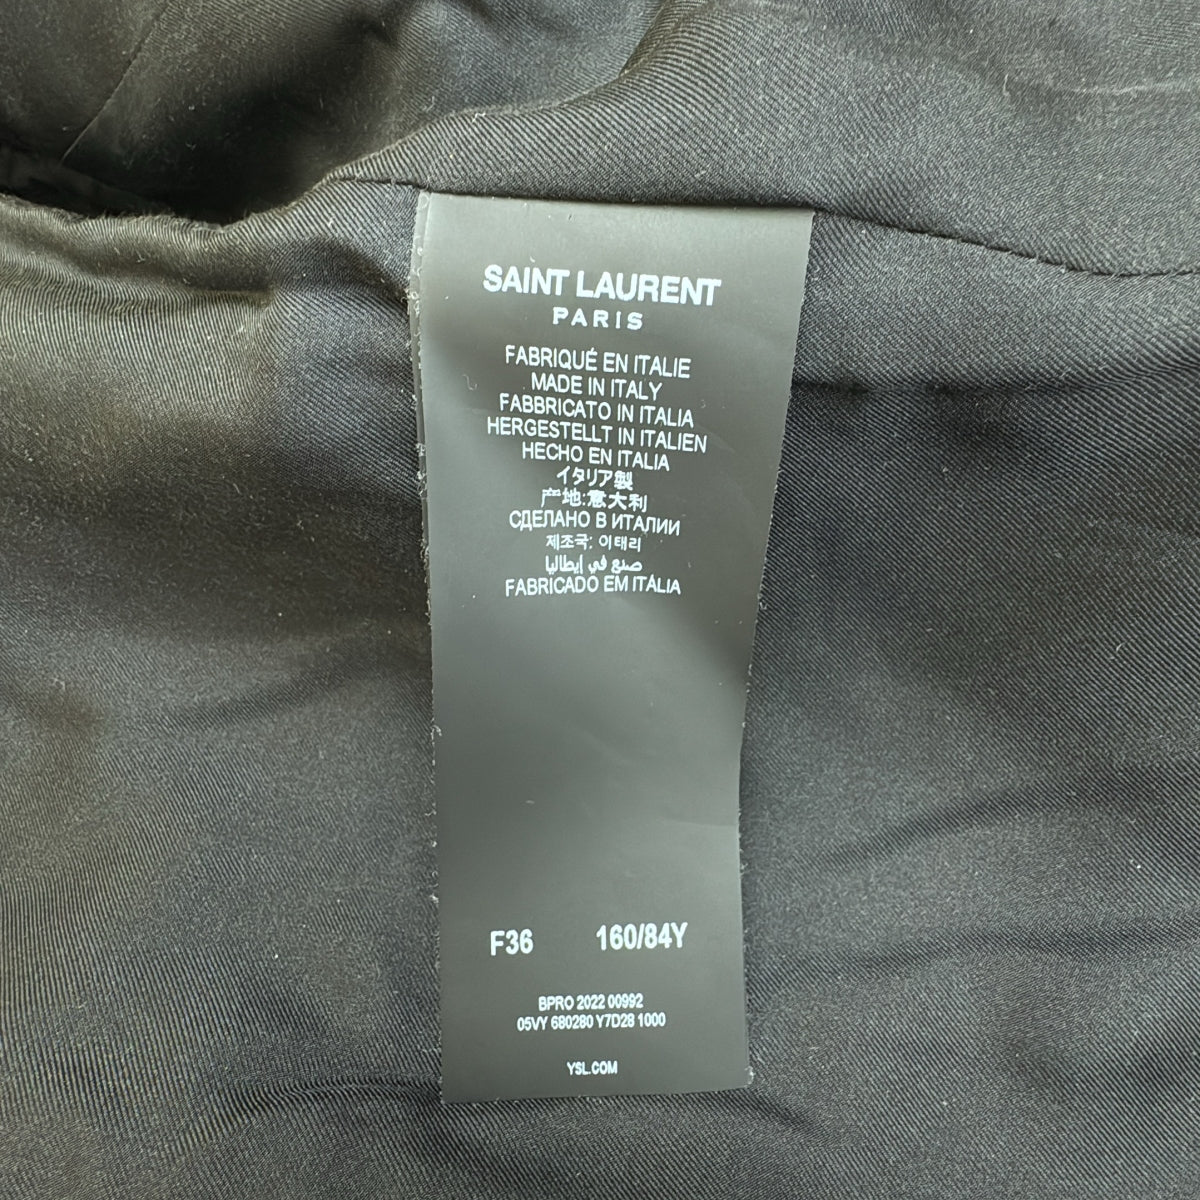 SAINT LAURENT
PARIS
FABRIQUÉ EN ITALIE
MADE IN ITALY
FABBRICATO IN ITALIA
HERGESTELLT IN ITALIEN
HECHO EN ITALIA
イタリア製
产地:意大利
СДЕЛАНО В ИТАЛИИ
제조국: 이태리
صنع في إيطاليا
FABRICADO EM ITÁLIA
F36 160/84Y
BPRO 2022 00992
05VY 680280 Y7D28 1000
YSL.COM